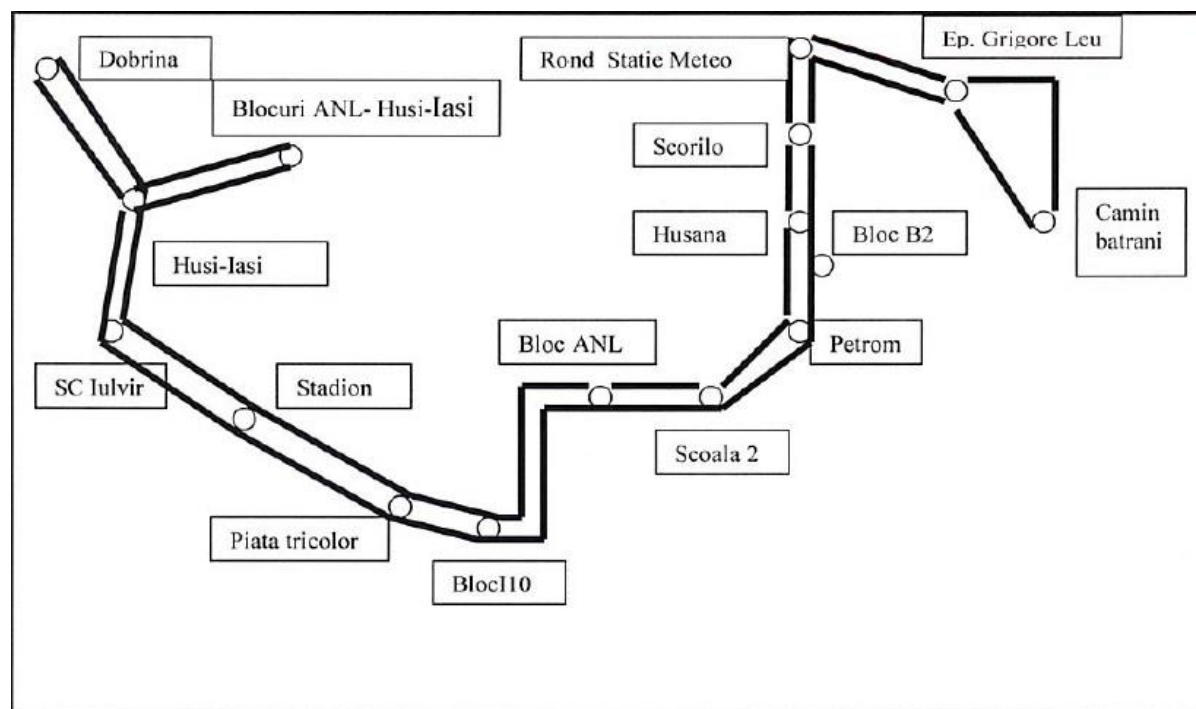 Ep. Grigore Leu
Dobrina
Rond Statie Meteo
Blocuri ANL- Husi-Iasi
Scorilo
Camin
batrani
Husana
Bloc B2
Husi-Iasi
Bloc ANL
Petrom
SC Iulvir
Stadion
Scoala 2
Piata tricolor
BlocI10